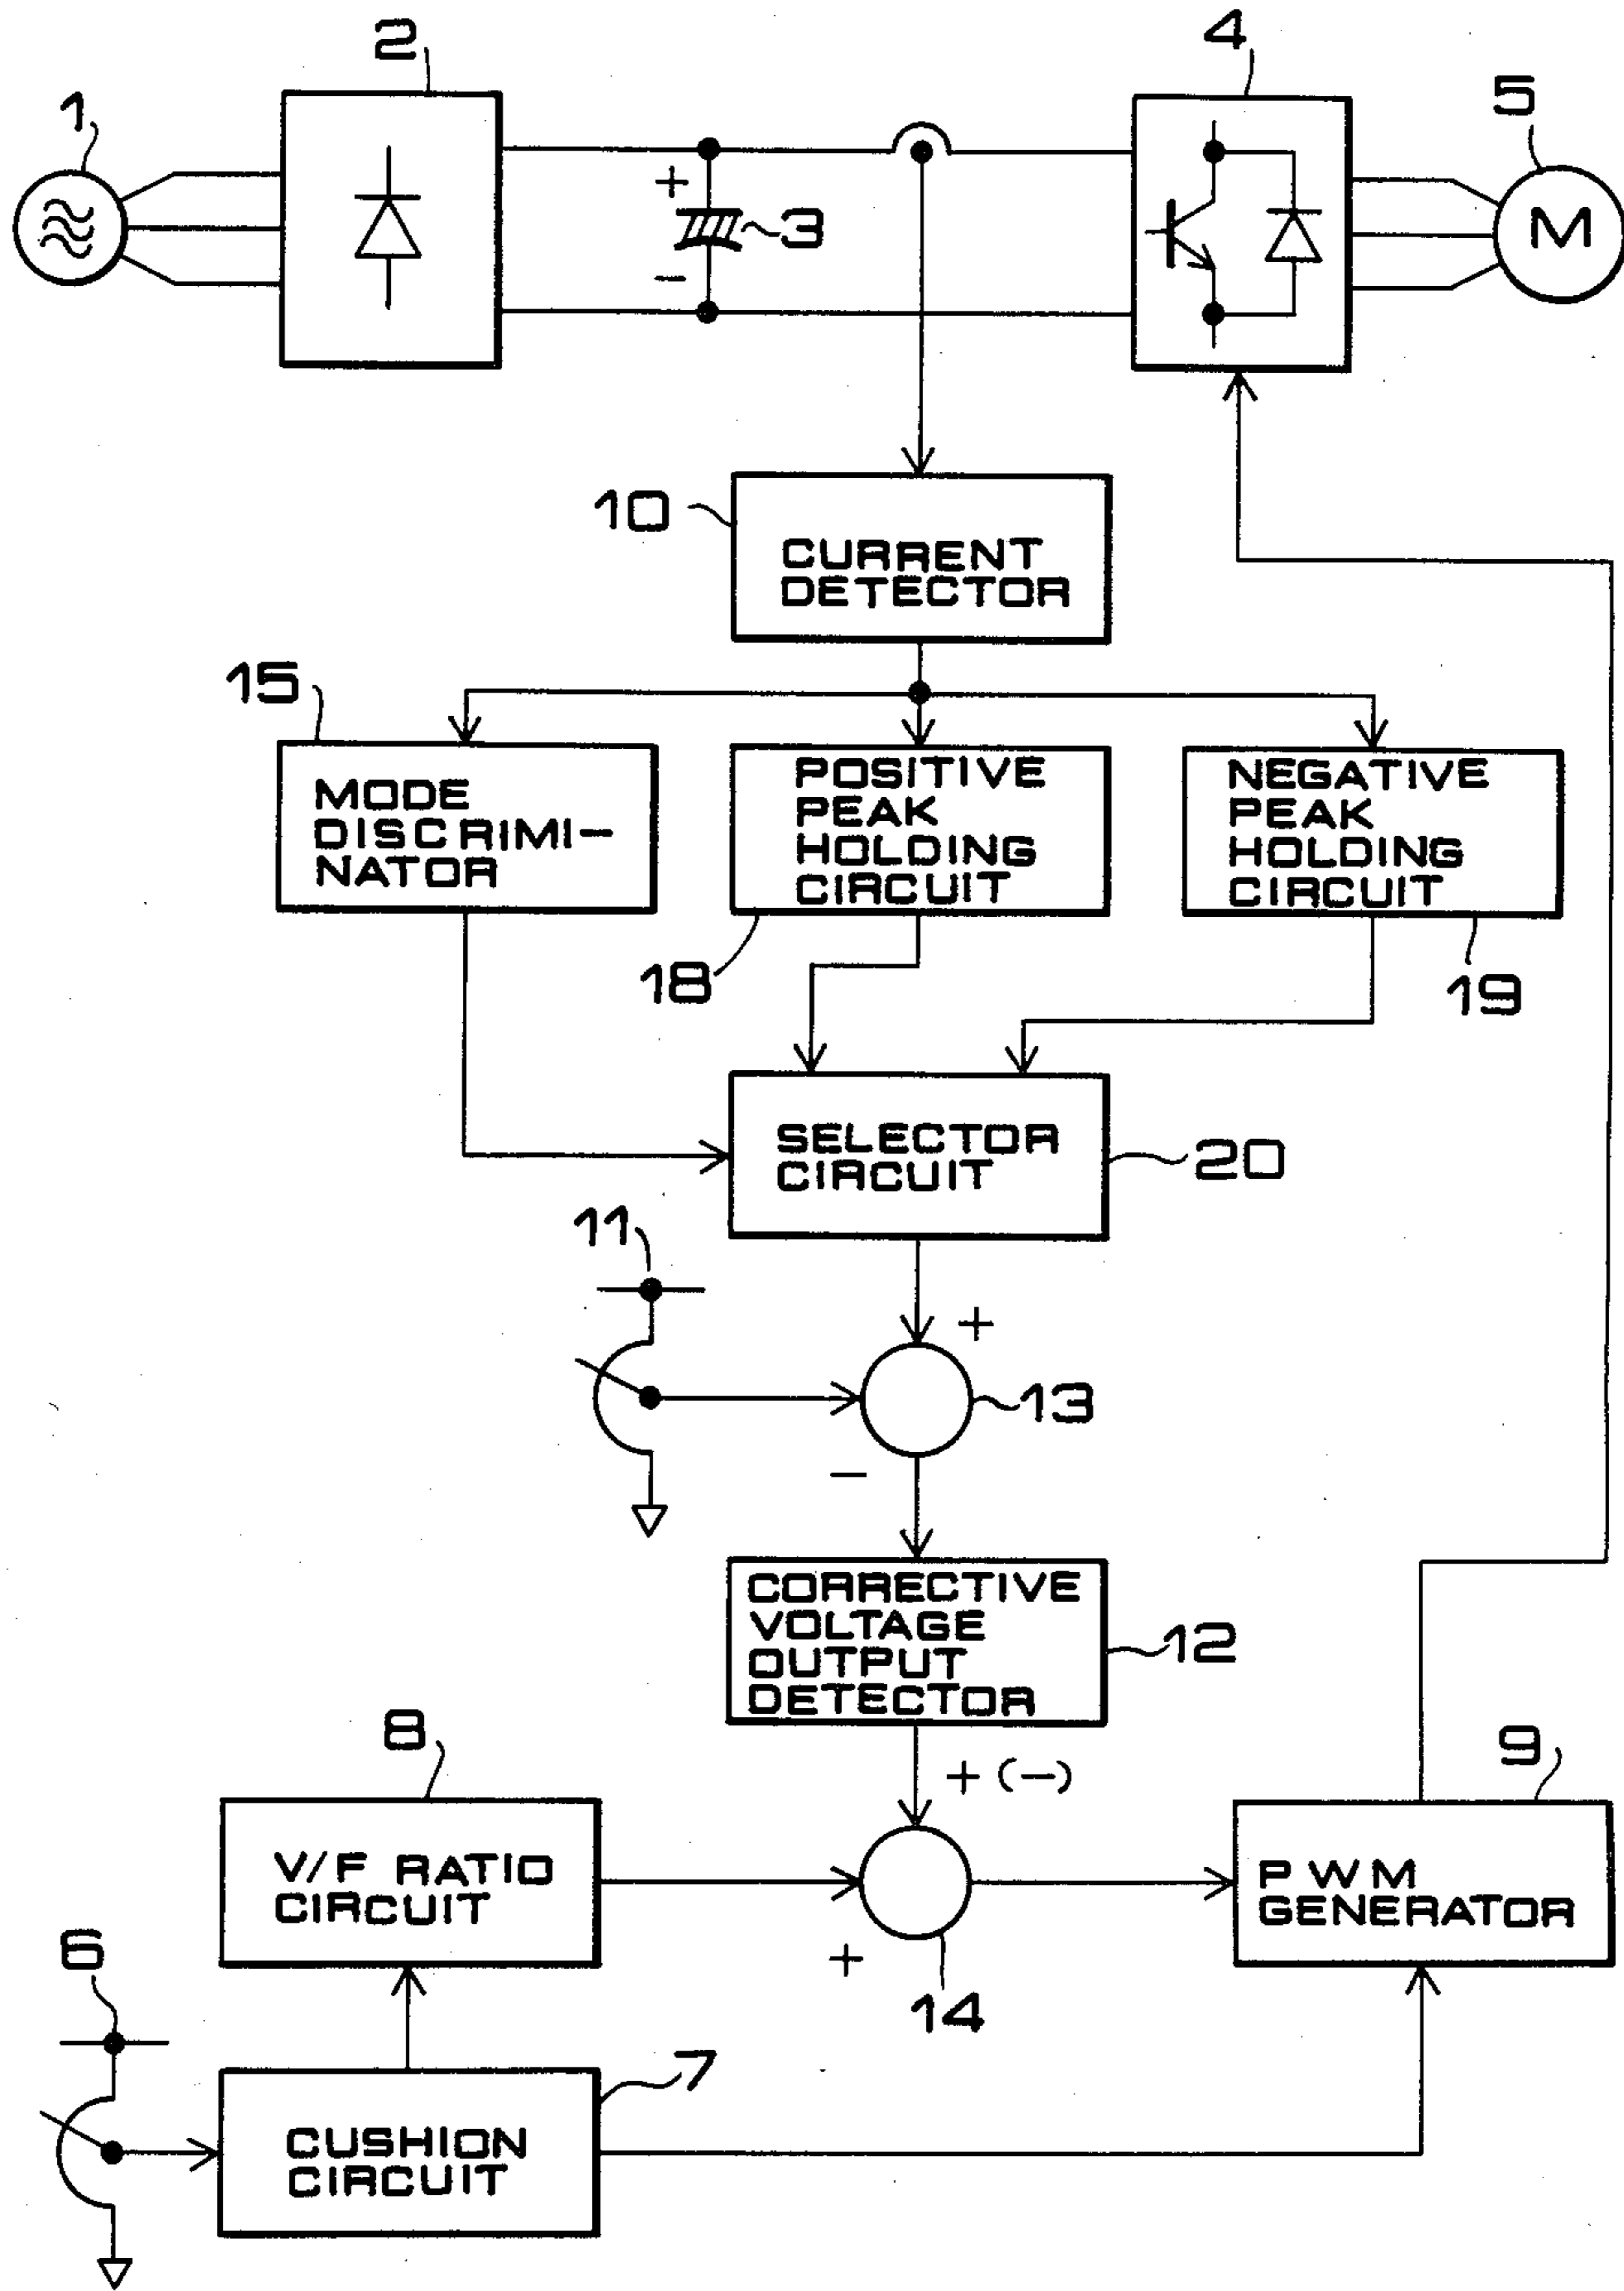 2
4
1
5
+
3
−
M
10
CURRENT
DETECTOR
15
MODE
DISCRIMI-
NATOR
POSITIVE
PEAK
HOLDING
CIRCUIT
NEGATIVE
PEAK
HOLDING
CIRCUIT
18
19
SELECTOR
CIRCUIT
20
11
+
13
−
CORRECTIVE
VOLTAGE
OUTPUT
DETECTOR
12
8
+ (−)
9
V/F RATIO
CIRCUIT
PWM
GENERATOR
6
+
14
7
CUSHION
CIRCUIT